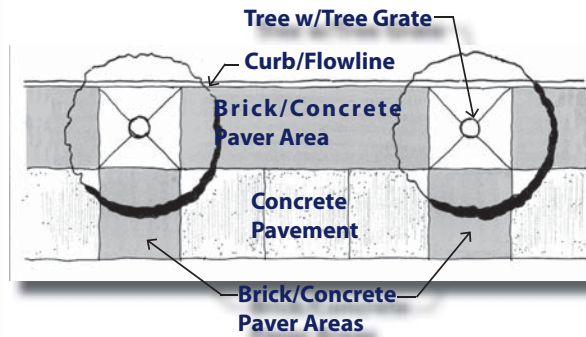 Tree w/Tree Grate
Curb/Flowline
Brick/Concrete
Paver Area
Concrete
Pavement
Brick/Concrete
Paver Areas